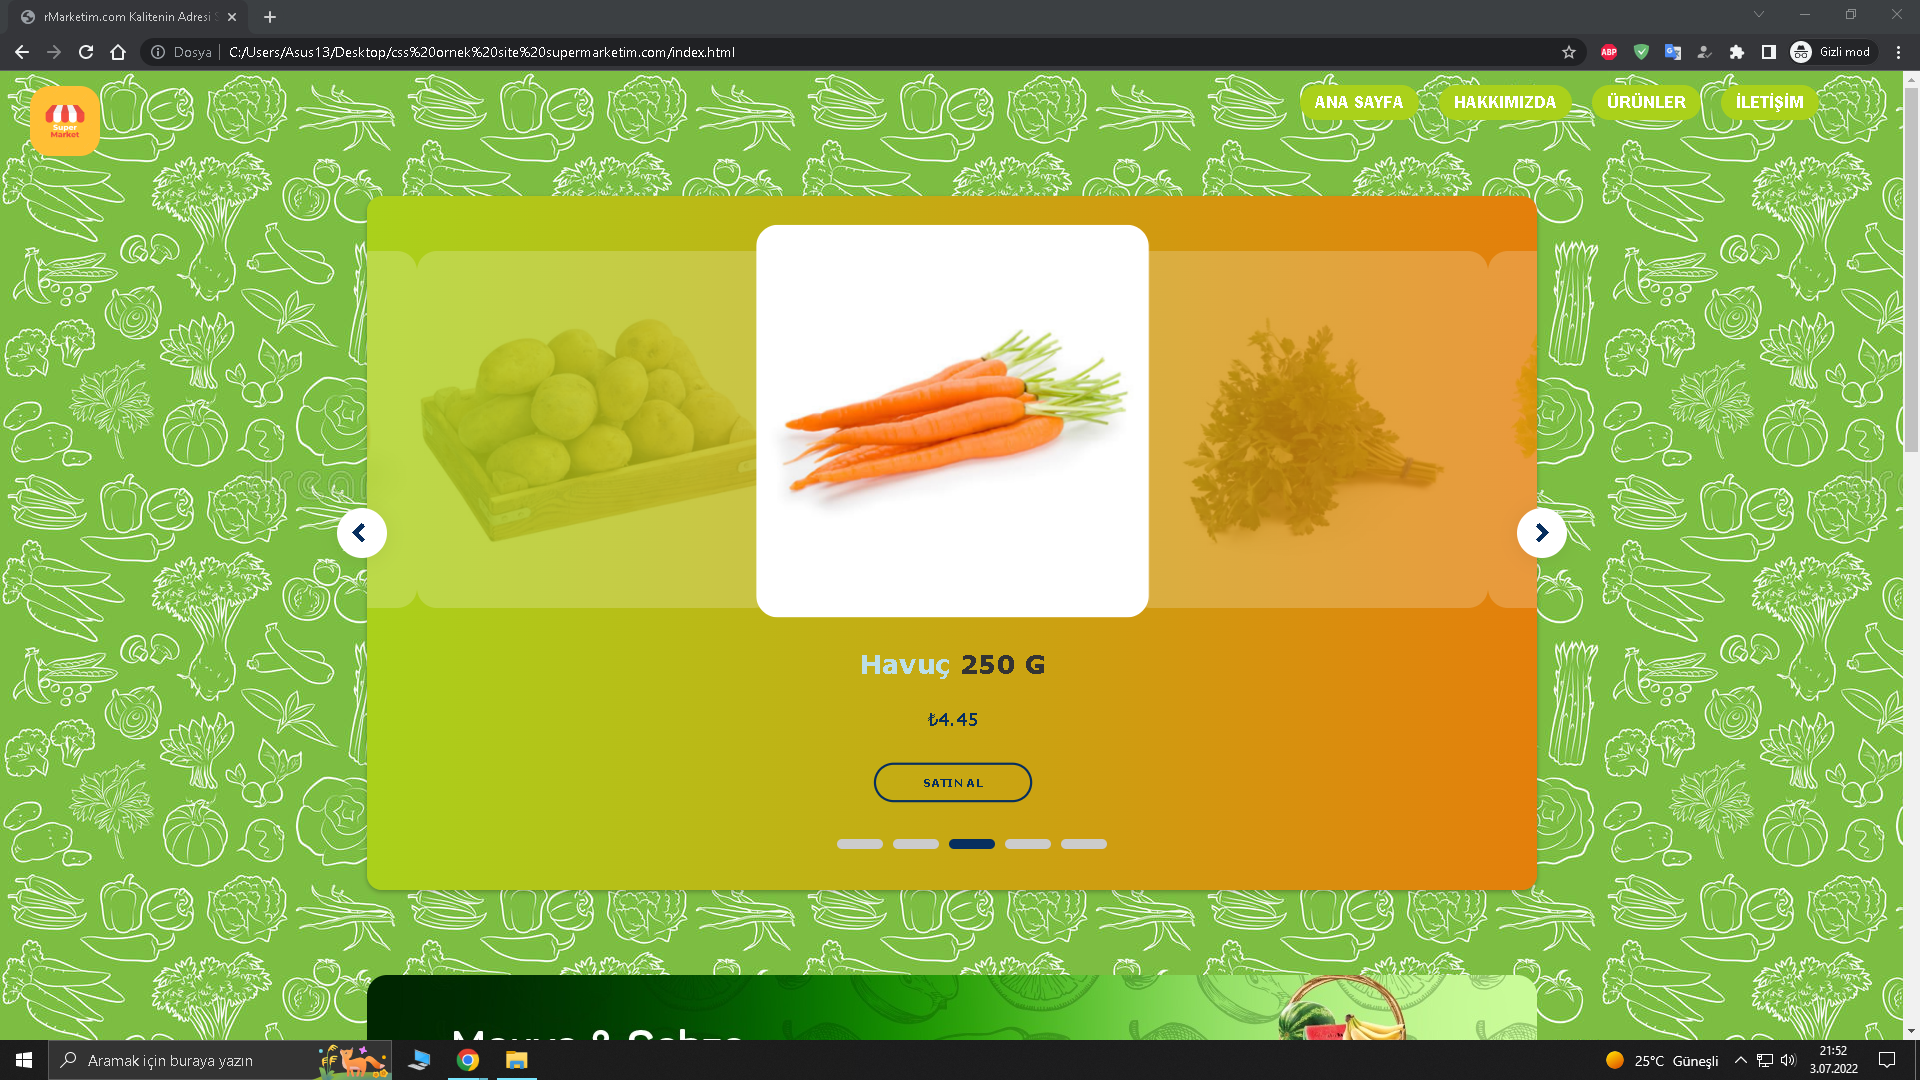 rMarketim.com Kalitenin Adresi S
Dosya
C:/Users/Asus13/Desktop/css%20ornek%20site%20supermarketim.com/index.html
ABP
Gizli mod
Super
Market
ANA SAYFA
HAKKIMIZDA
ÜRÜNLER
İLETİŞİM
Havuç 250 G
₺4.45
SATIN AL
Meyve & Sebze
Aramak için buraya yazın
25°C Güneşli
21:52
3.07.2022